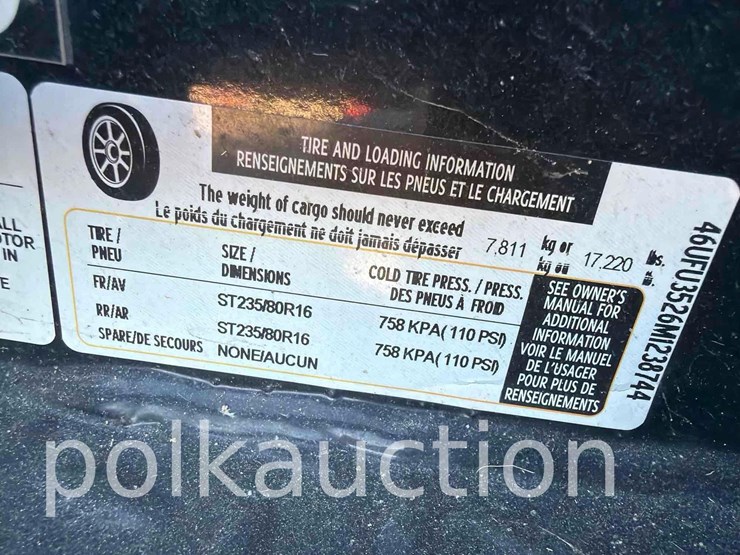 TIRE AND LOADING INFORMATION
RENSEIGNEMENTS SUR LES PNEUS ET LE CHARGEMENT
The weight of cargo should never exceed
Le poids du chargement ne doit jamais dépasser
7,811 kg or 17,220 lbs.
kg ou lb.
TIRE / PNEU
SIZE / DIMENSIONS
COLD TIRE PRESS. / PRESS. DES PNEUS À FROID
FR/AV ST235/80R16 758 KPA( 110 PSI)
RR/AR ST235/80R16 758 KPA( 110 PSI)
SPARE/DE SECOURS NONE/AUCUN
SEE OWNER'S
MANUAL FOR
ADDITIONAL
INFORMATION
VOIR LE MANUEL
DE L'USAGER
POUR PLUS DE
RENSEIGNEMENTS
46UFU3526M1238744
ALL
TOR
IN
E
polkauction